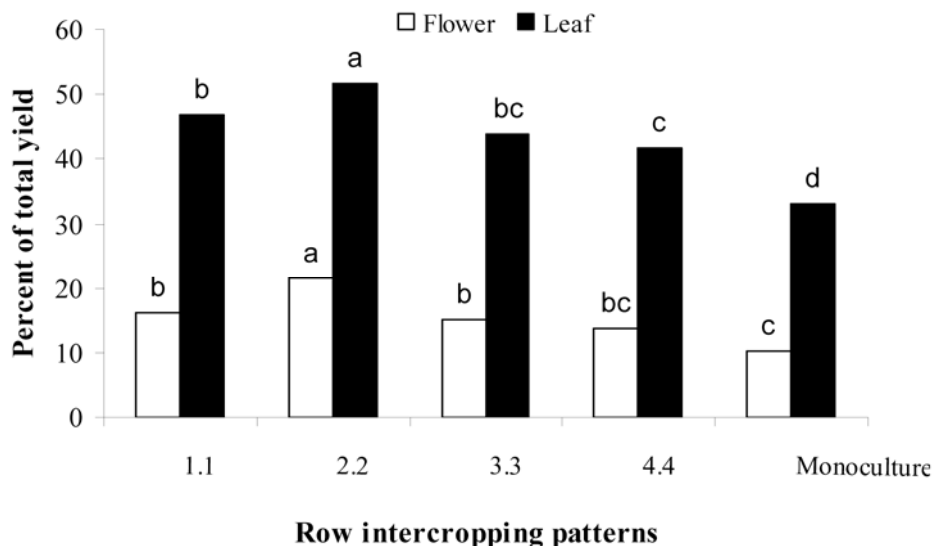 Flower Leaf
Percent of total yield
60
50
40
30
20
10
0
b
a
bc
c
d
b
a
b
bc
c
1.1 2.2 3.3 4.4 Monoculture
Row intercropping patterns